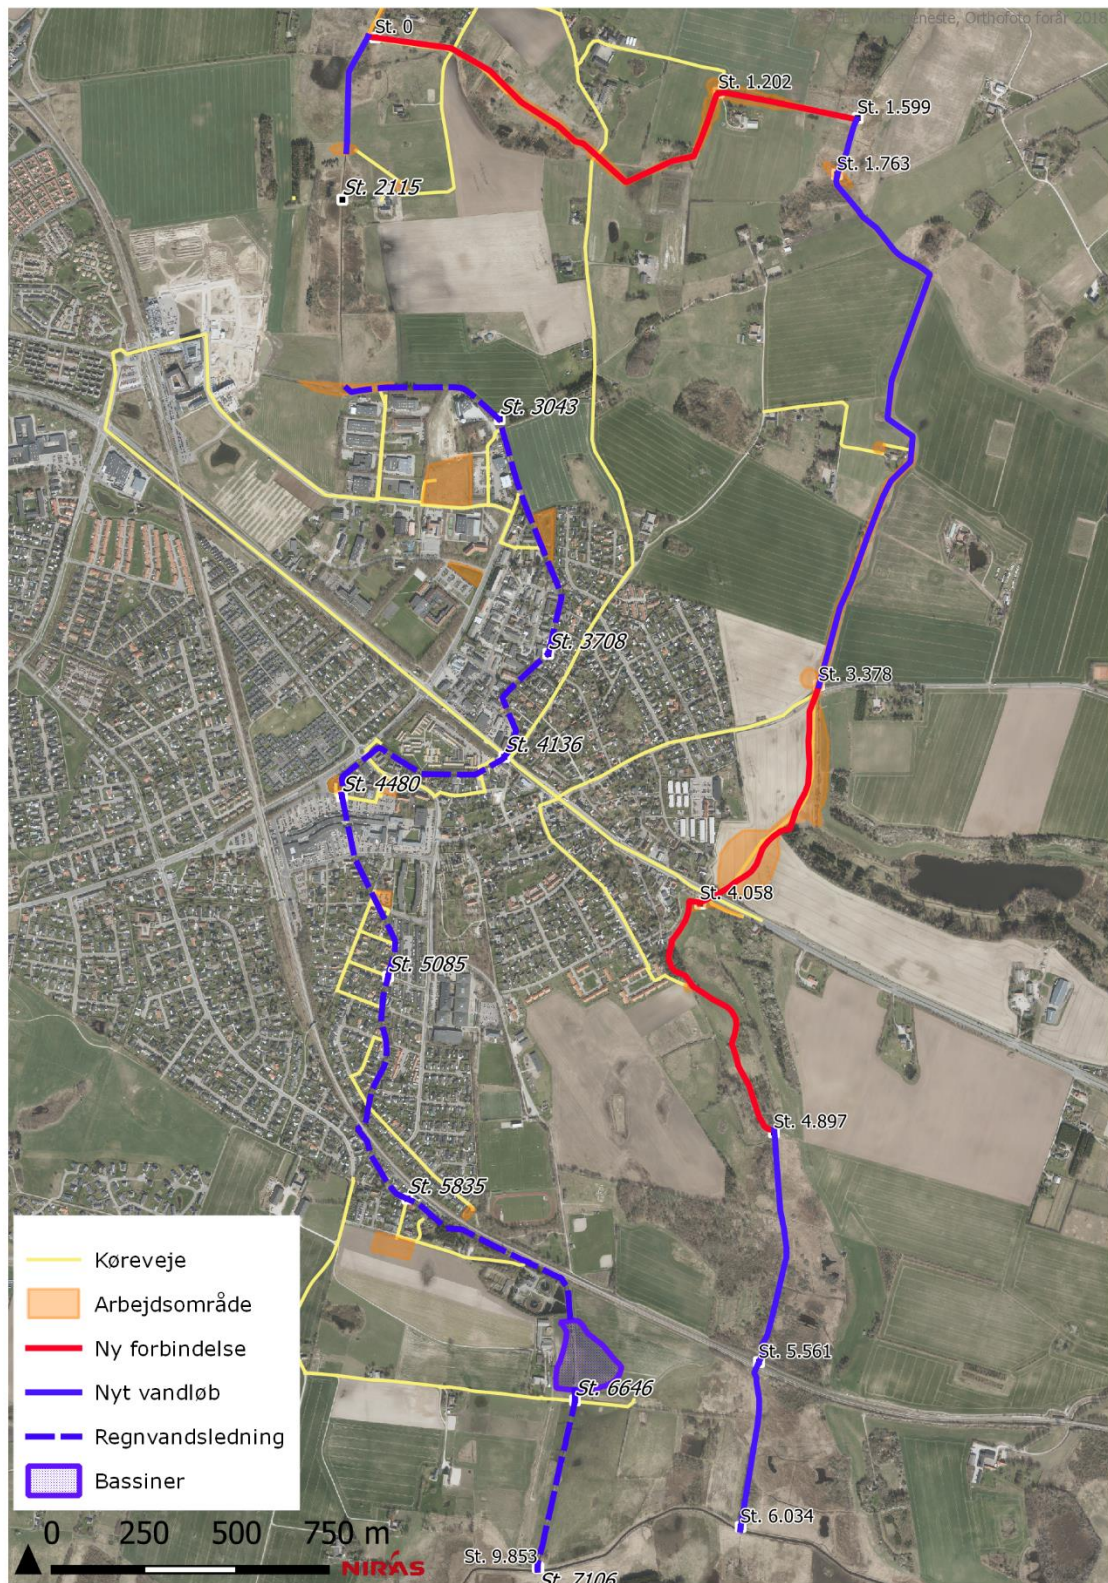 WMS-tjeneste, Orthofoto forår 2018
St. 0
St. 1.202
St. 1.599
St. 1.763
St. 2115
St. 3043
St. 3708
St. 3.378
St. 4136
St. 4480
St. 4.058
St. 5085
St. 4.897
St. 5835
St. 5.561
St. 6646
St. 6.034
St. 9.853
St. 7106
Køreveje
Arbejdsområde
Ny forbindelse
Nyt vandløb
Regnvandsledning
Bassiner
0 250 500 750 m
NIRÁS